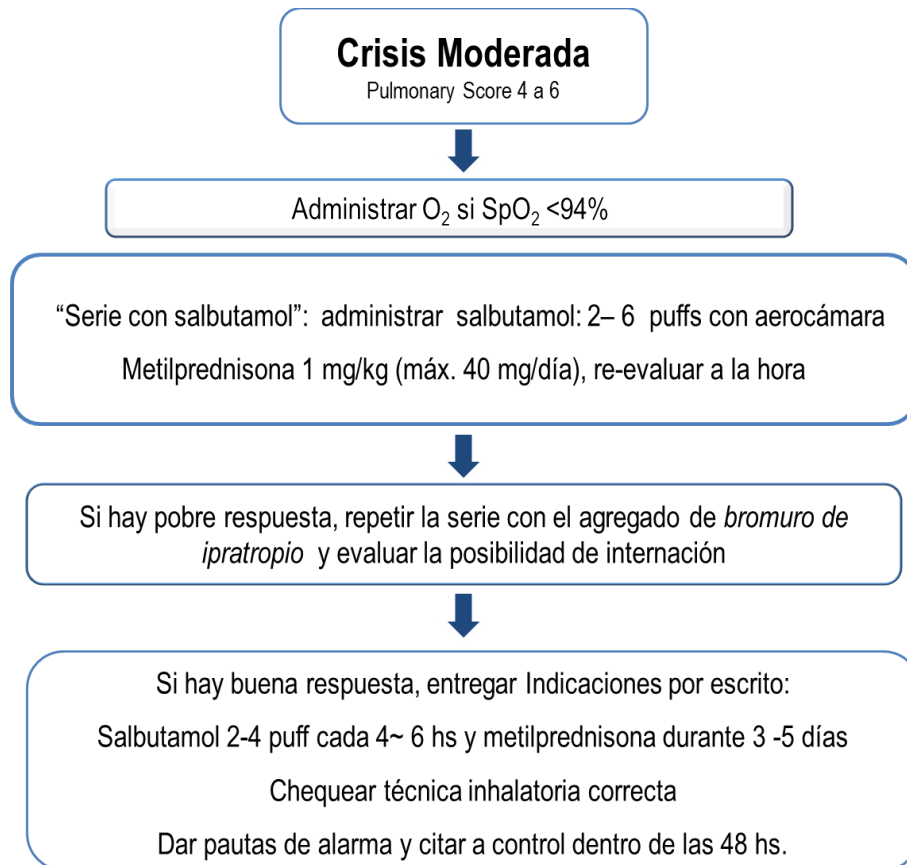 Crisis Moderada
Pulmonary Score 4 a 6
Administrar O₂ si SpO₂ <94%
“Serie con salbutamol”: administrar salbutamol: 2– 6 puffs con aerocámara
Metilprednisona 1 mg/kg (máx. 40 mg/día), re-evaluar a la hora
Si hay pobre respuesta, repetir la serie con el agregado de bromuro de
ipratropio y evaluar la posibilidad de internación
Si hay buena respuesta, entregar Indicaciones por escrito:
Salbutamol 2-4 puff cada 4~ 6 hs y metilprednisona durante 3 -5 días
Chequear técnica inhalatoria correcta
Dar pautas de alarma y citar a control dentro de las 48 hs.